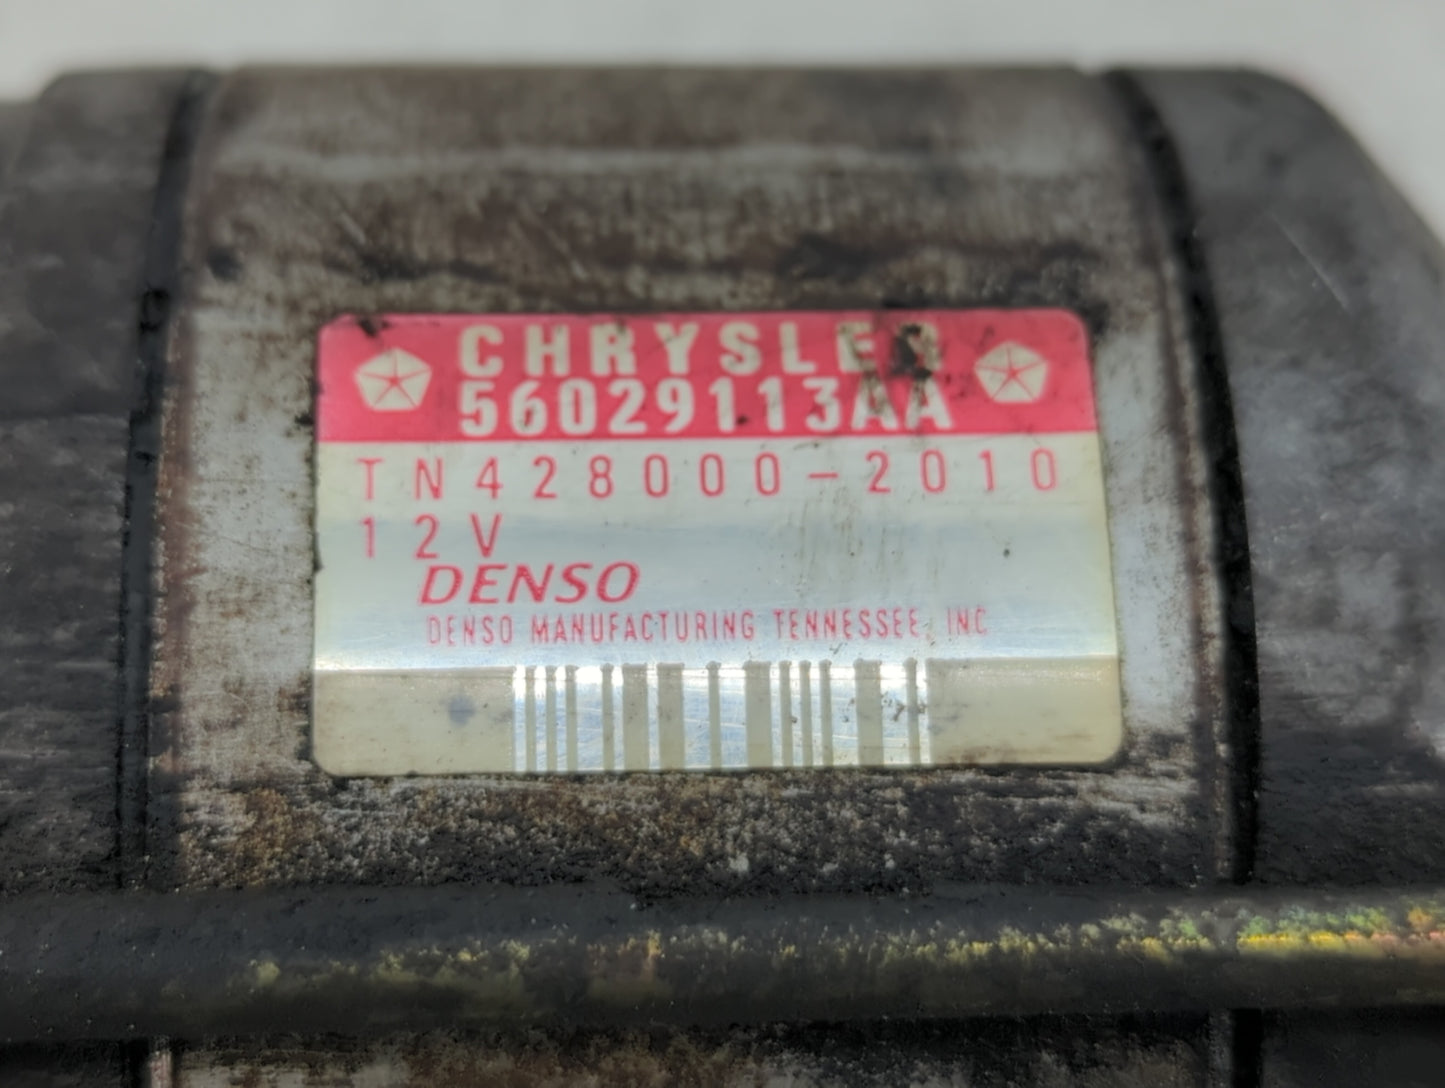 CHRYSLER
56029113AA
TN428000-2010
12V
DENSO
DENSO MANUFACTURING TENNESSEE, INC